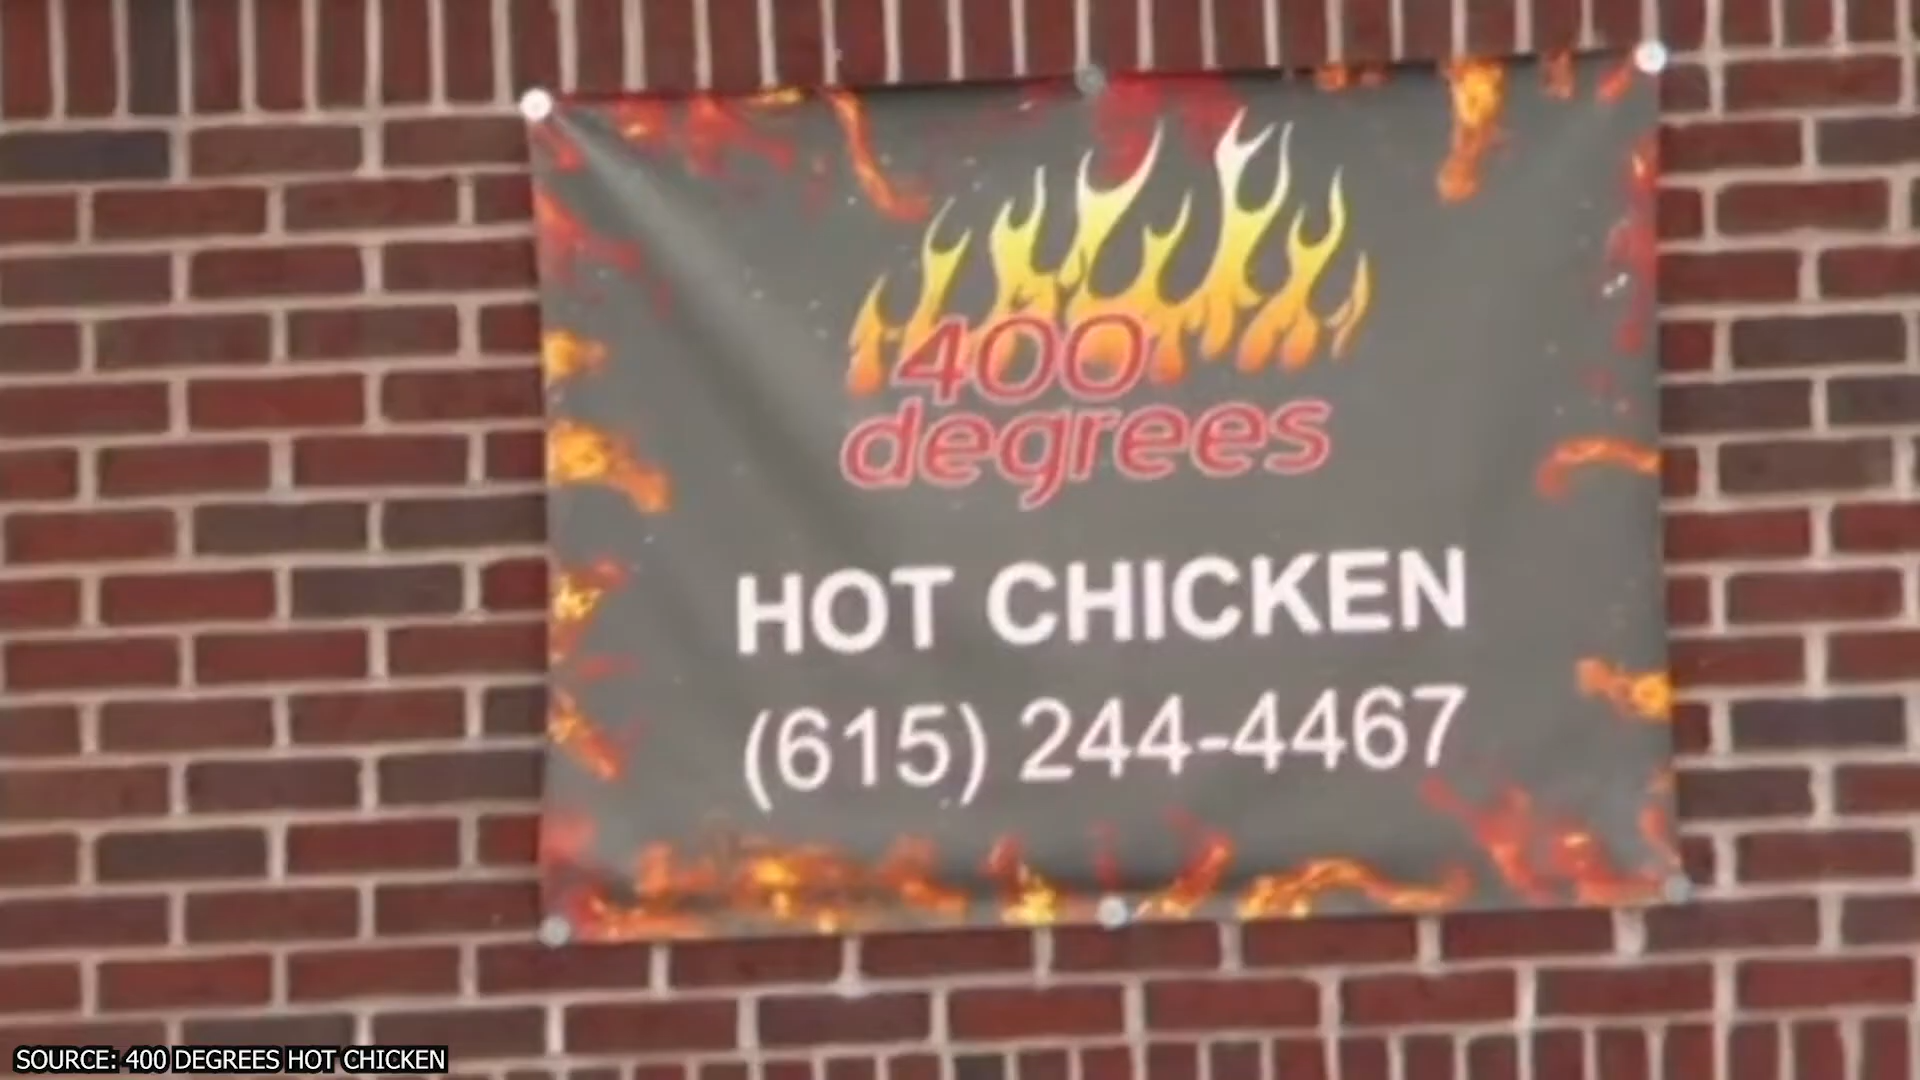 400
degrees
HOT CHICKEN
(615) 244-4467
SOURCE: 400 DEGREES HOT CHICKEN